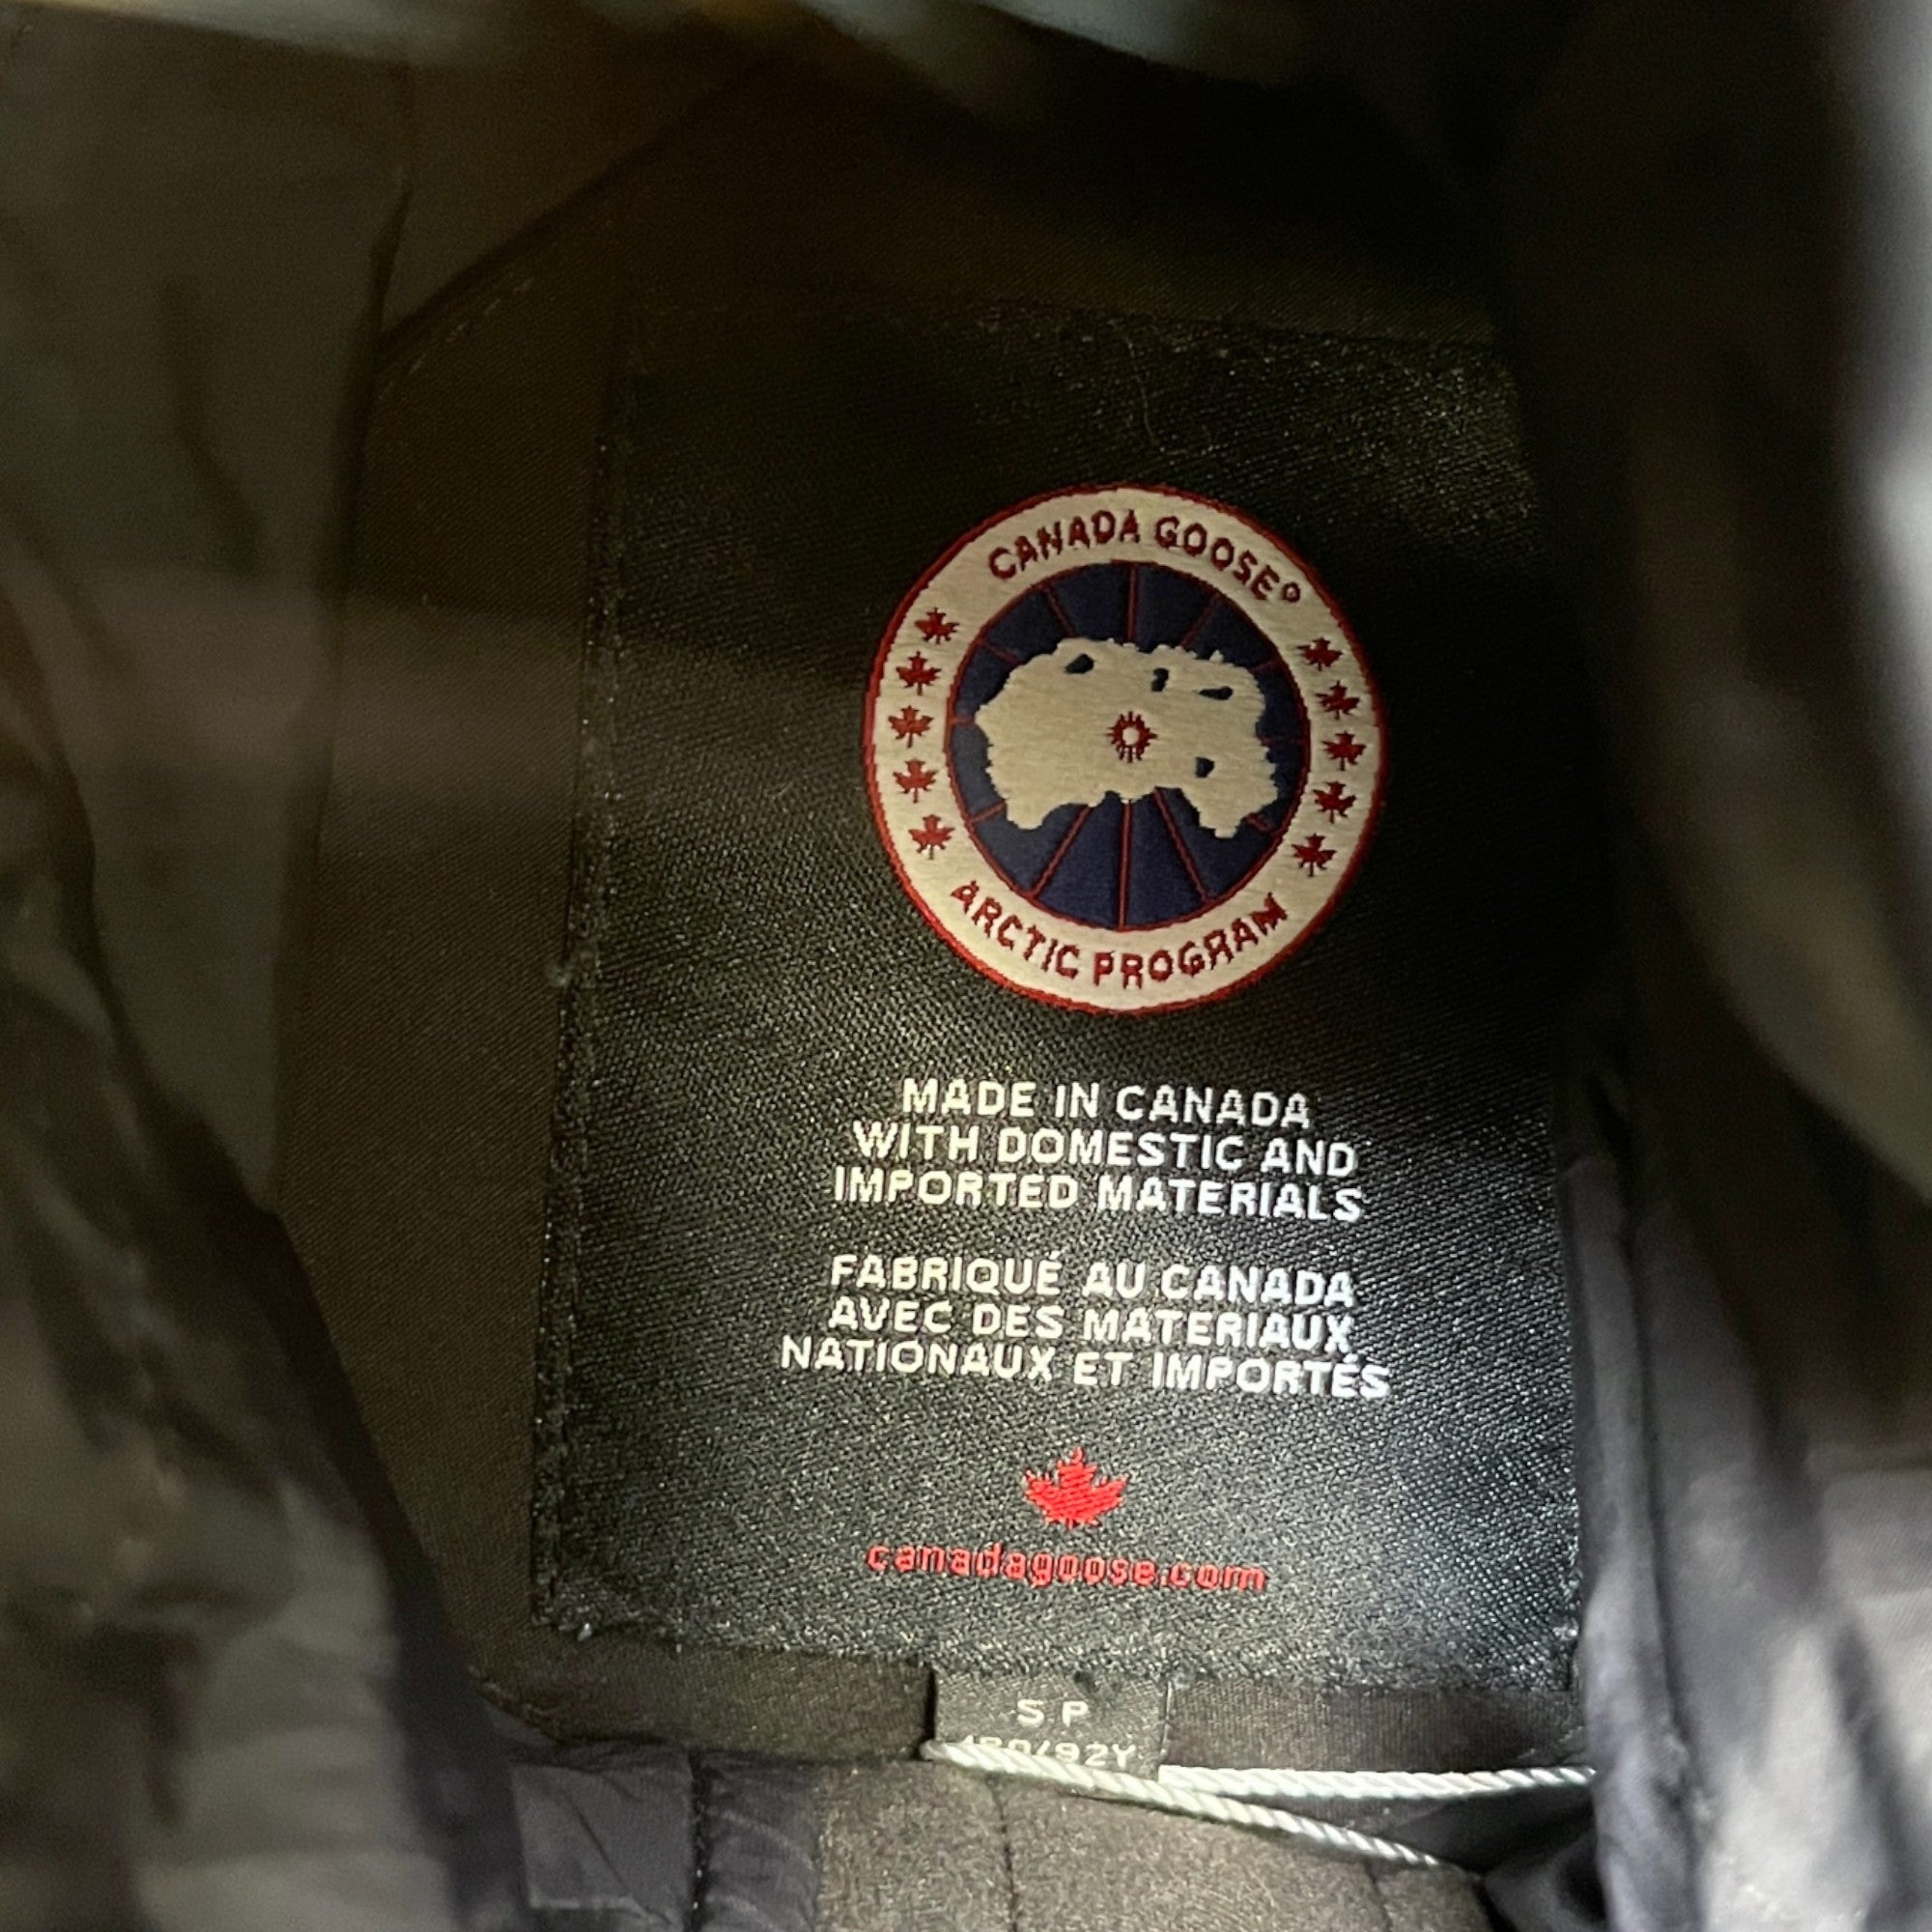 CANADA GOOSE®
ARCTIC PROGRAM
MADE IN CANADA
WITH DOMESTIC AND
IMPORTED MATERIALS
FABRIQUÉ AU CANADA
AVEC DES MATERIAUX
NATIONAUX ET IMPORTÉS
canadagoose.com
S P